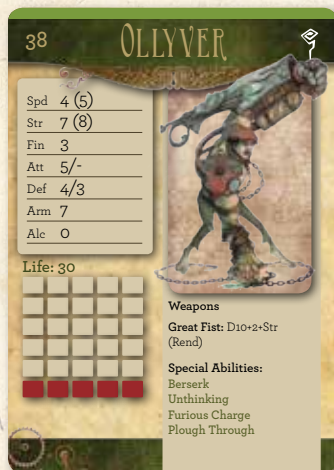 38 OLLYVER
Spd 4 (5)
Str 7 (8)
Fin 3
Att 5/-
Def 4/3
Arm 7
Alc 0
Life: 30
Weapons
Great Fist: D10+2+Str
(Rend)
Special Abilities:
Berserk
Unthinking
Furious Charge
Plough Through